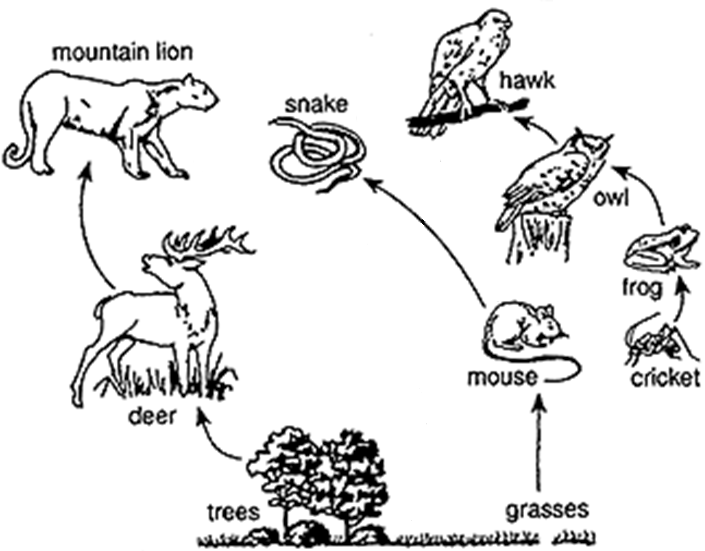 mountain lion
hawk
snake
owl
frog
mouse
cricket
deer
trees
grasses